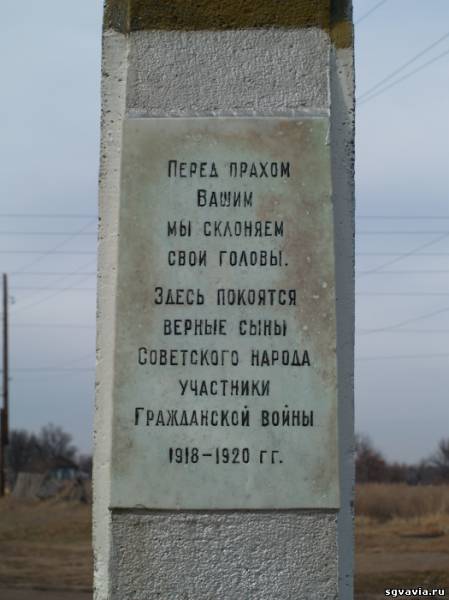 Перед прахом
Вашим
мы склоняем
свои головы.
Здесь покоятся
верные сыны
Советского народа
участники
Гражданской войны
1918-1920 гг.
sgvavia.ru